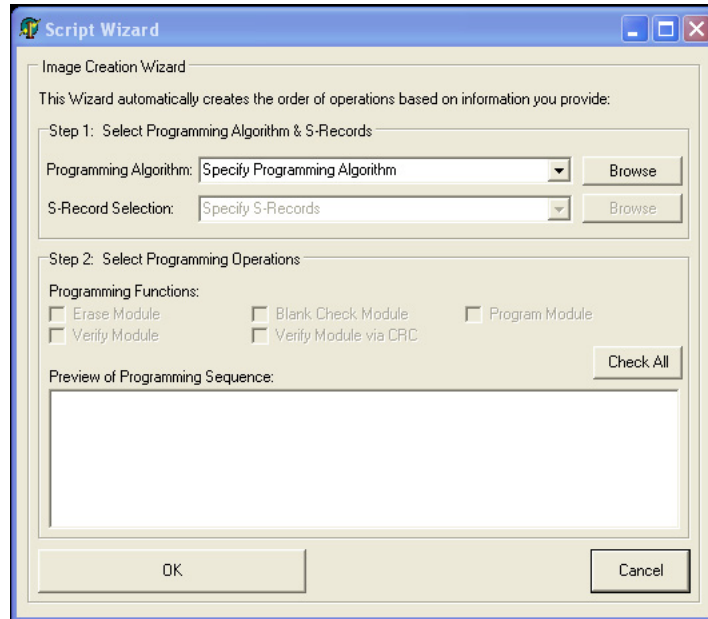 Script Wizard
Image Creation Wizard
This Wizard automatically creates the order of operations based on information you provide:
Step 1: Select Programming Algorithm & S-Records
Programming Algorithm: Specify Programming Algorithm Browse
S-Record Selection: Specify S-Records Browse
Step 2: Select Programming Operations
Programming Functions:
Erase Module Blank Check Module Program Module
Verify Module Verify Module via CRC
Check All
Preview of Programming Sequence:
OK Cancel